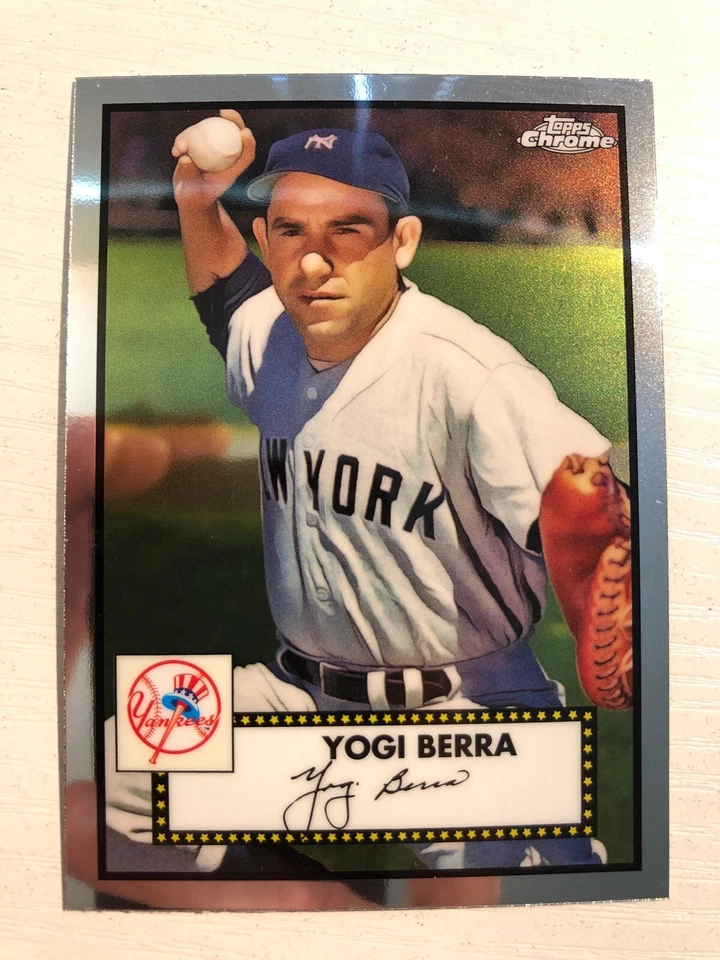 Topps
Chrome
NY
NEW YORK
Yankees
YOGI BERRA
Yogi Berra